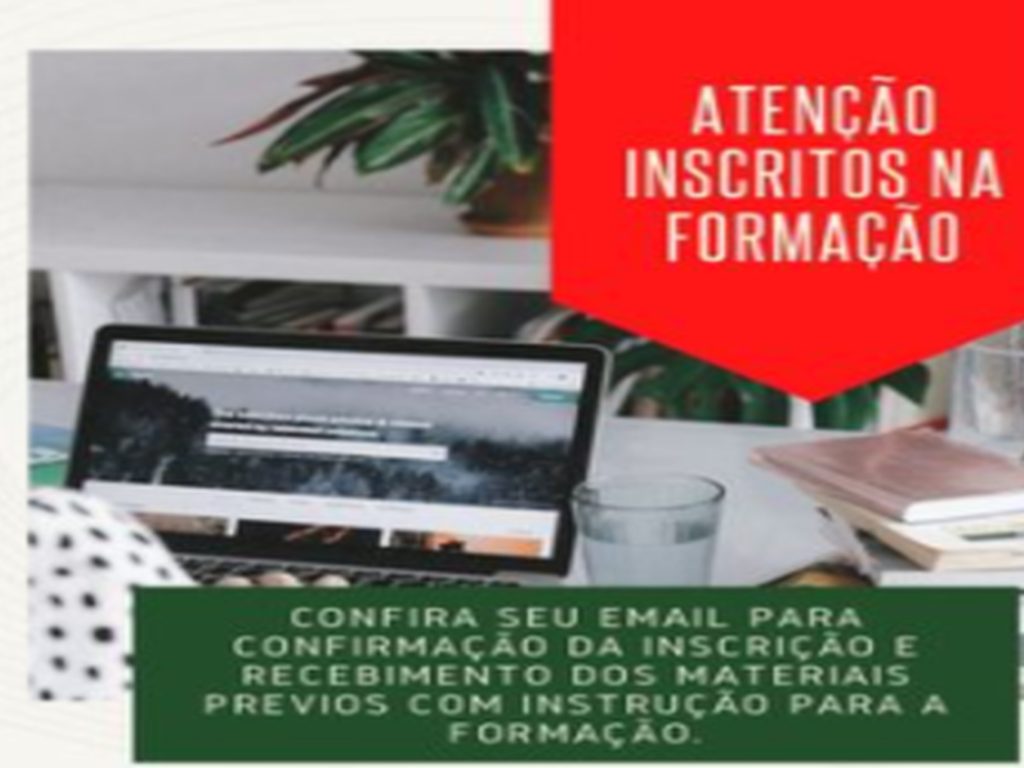 ATENÇÃO
INSCRITOS NA
FORMAÇÃO
CONFIRA SEU EMAIL PARA
CONFIRMAÇÃO DA INSCRIÇÃO E
RECEBIMENTO DOS MATERIAIS
PREVIOS COM INSTRUÇÃO PARA A
FORMAÇÃO.